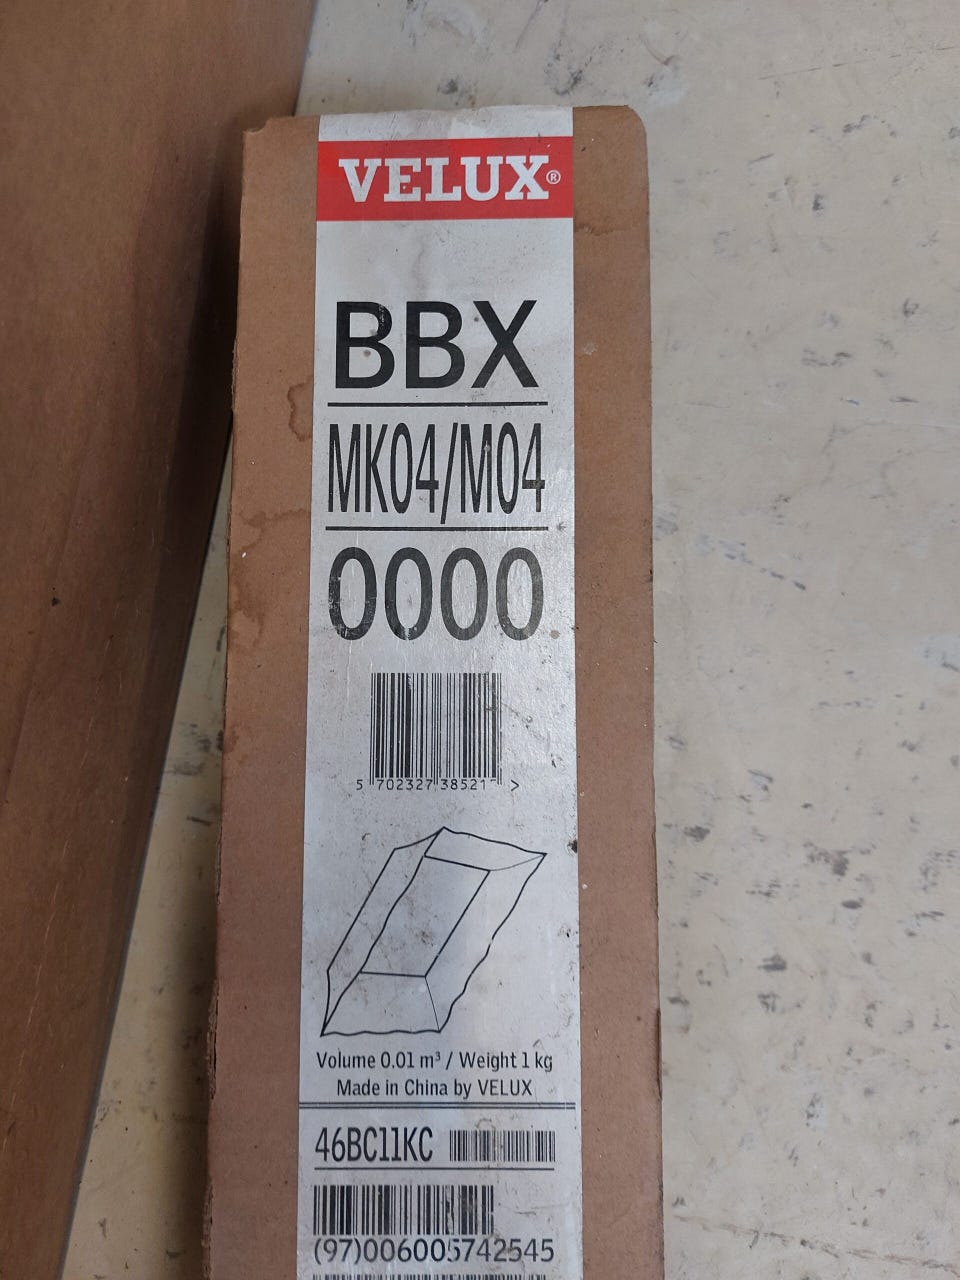 VELUX®
BBX
MK04/M04
0000
5 702327 38521 >
Volume 0.01 m³ / Weight 1 kg
Made in China by VELUX
46BC11KC
(97)006005742545